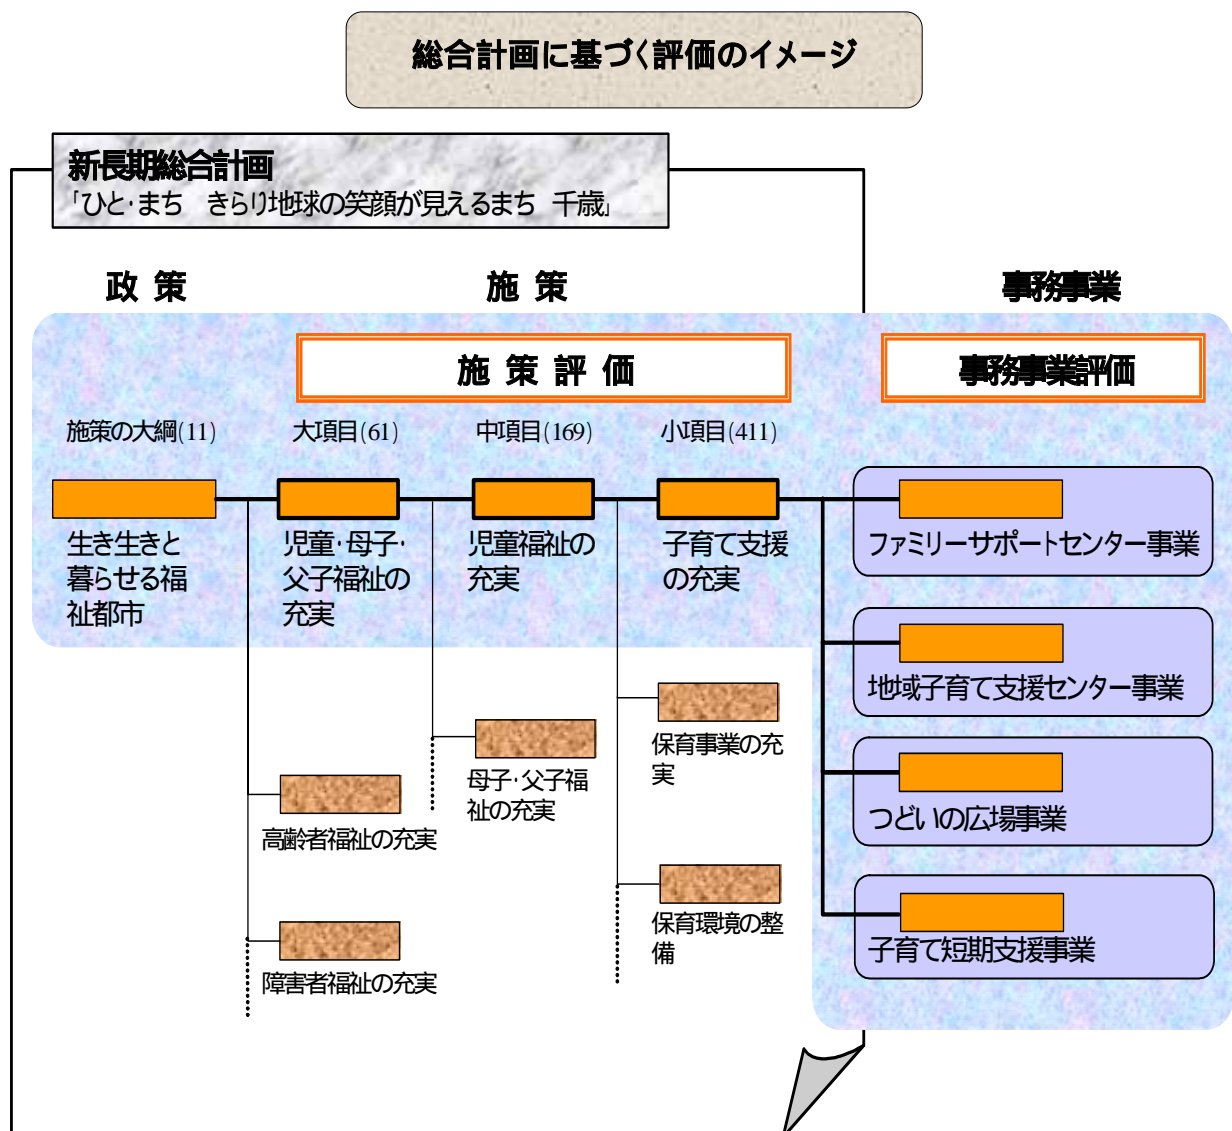 総合計画に基づく評価のイメージ
新長期総合計画
「ひと・まち　きらり地球の笑顔が見えるまち　千歳」
政 策
施 策
事務事業
施 策 評 価
事務事業評価
施策の大綱(11)
大項目(61)
中項目(169)
小項目(411)
生き生きと
暮らせる福
祉都市
児童・母子・
父子福祉の
充実
児童福祉の
充実
子育て支援
の充実
ファミリーサポートセンター事業
地域子育て支援センター事業
つどいの広場事業
子育て短期支援事業
保育事業の充
実
母子・父子福
祉の充実
高齢者福祉の充実
保育環境の整
備
障害者福祉の充実